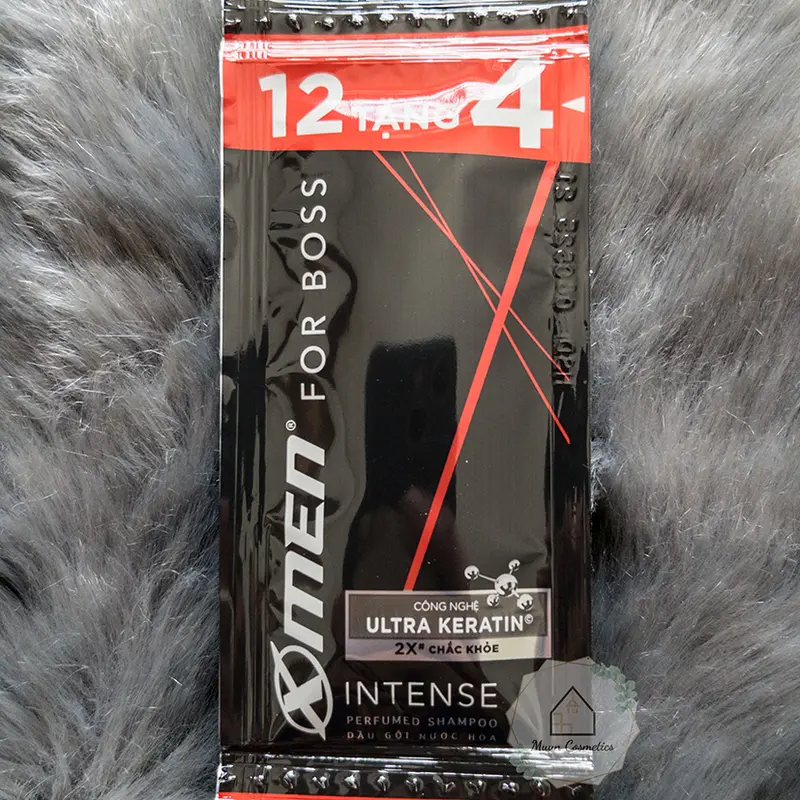 12 TẶNG 4
X-MEN®
FOR BOSS
CÔNG NGHỆ
ULTRA KERATIN©
2X# CHẮC KHỎE
INTENSE
PERFUMED SHAMPOO
DẦU GỘI NƯỚC HOA
Muun Cosmetics